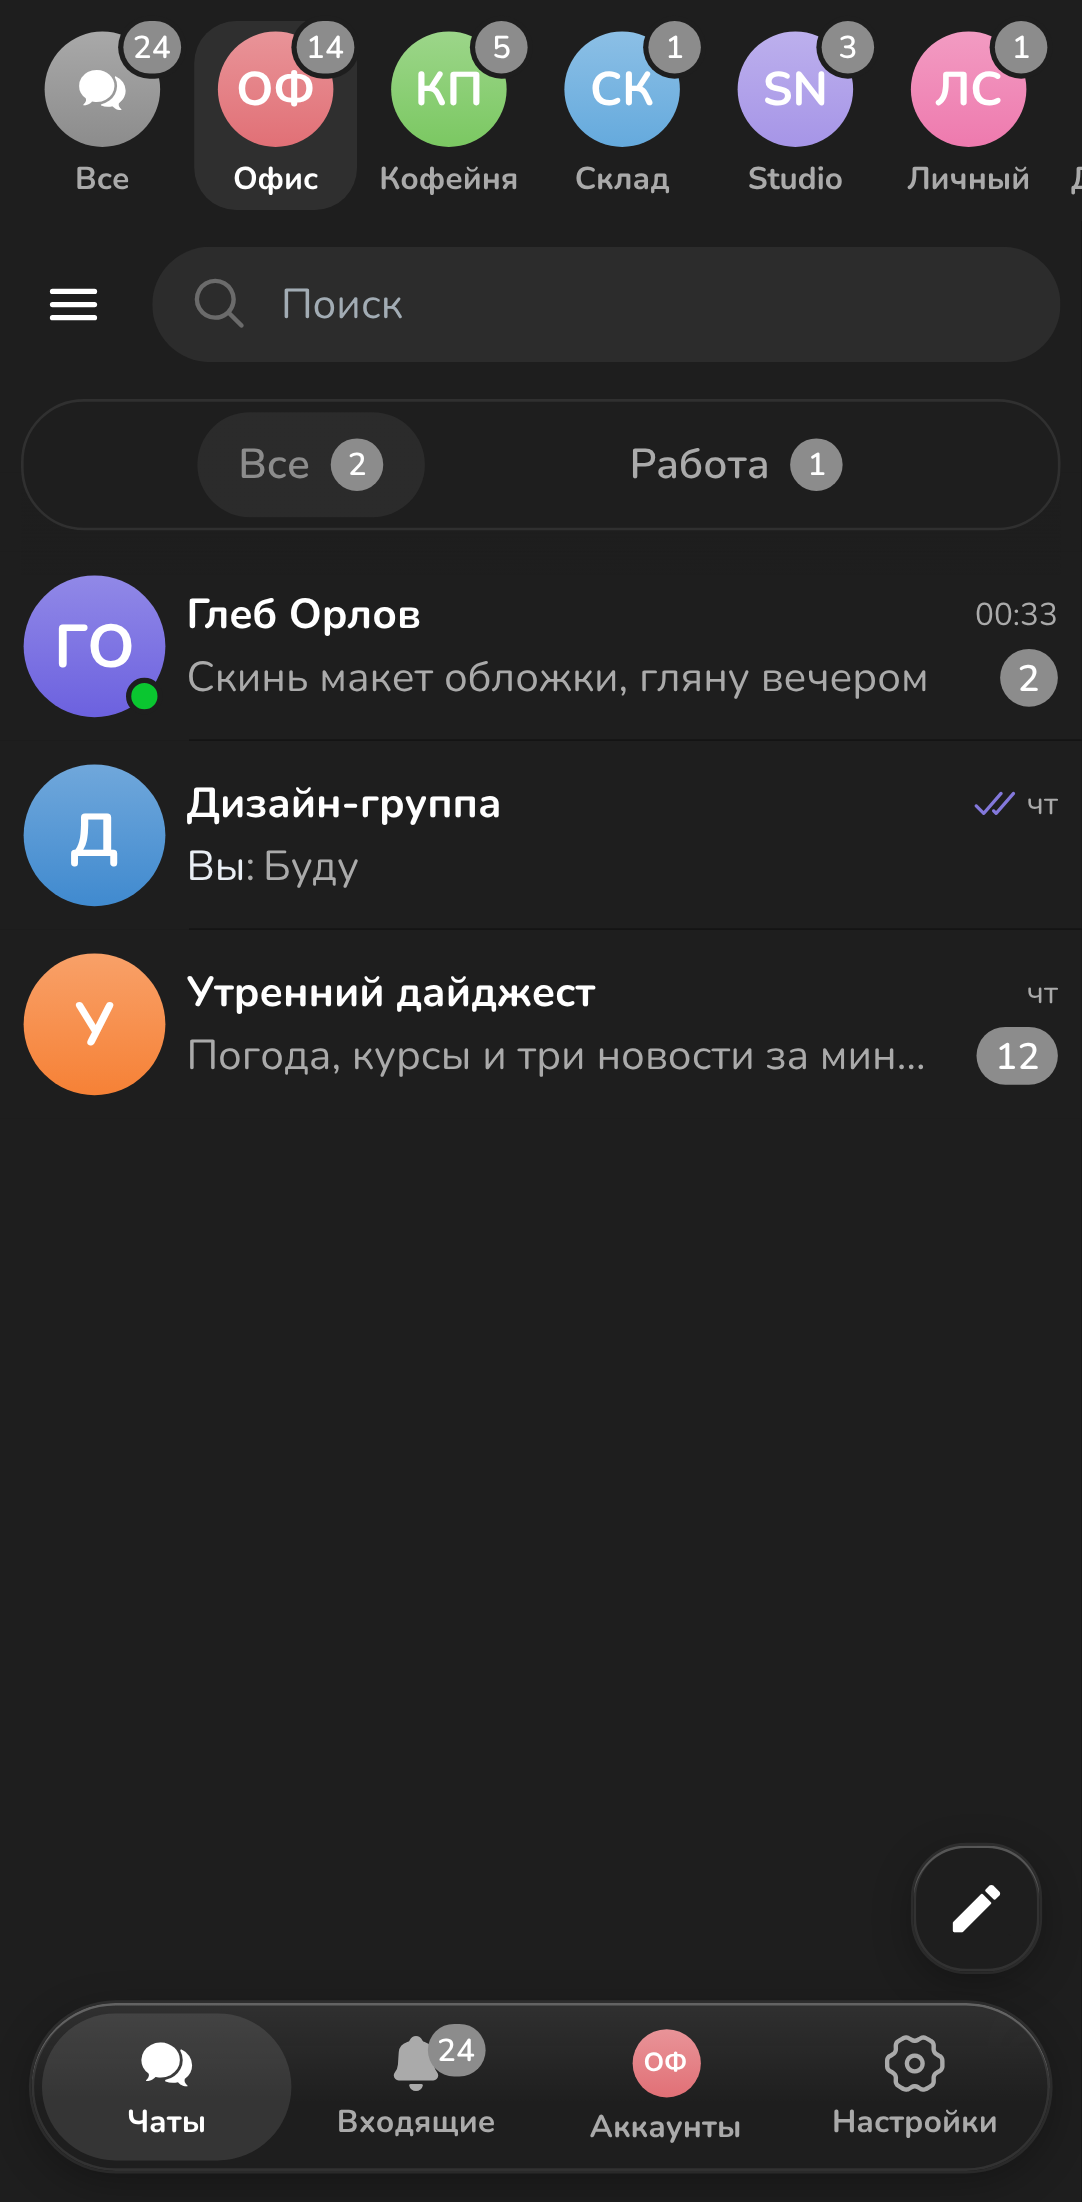 24 14 5 1 3 1
ОФ КП СК SN ЛС
Все Офис Кофейня Склад Studio Личный
Поиск
Все 2 Работа 1
ГО
Глеб Орлов 00:33
Скинь макет обложки, гляну вечером 2
Д
Дизайн-группа чт
Вы: Буду
У
Утренний дайджест чт
Погода, курсы и три новости за мин... 12
24
ОФ
Чаты Входящие Аккаунты Настройки